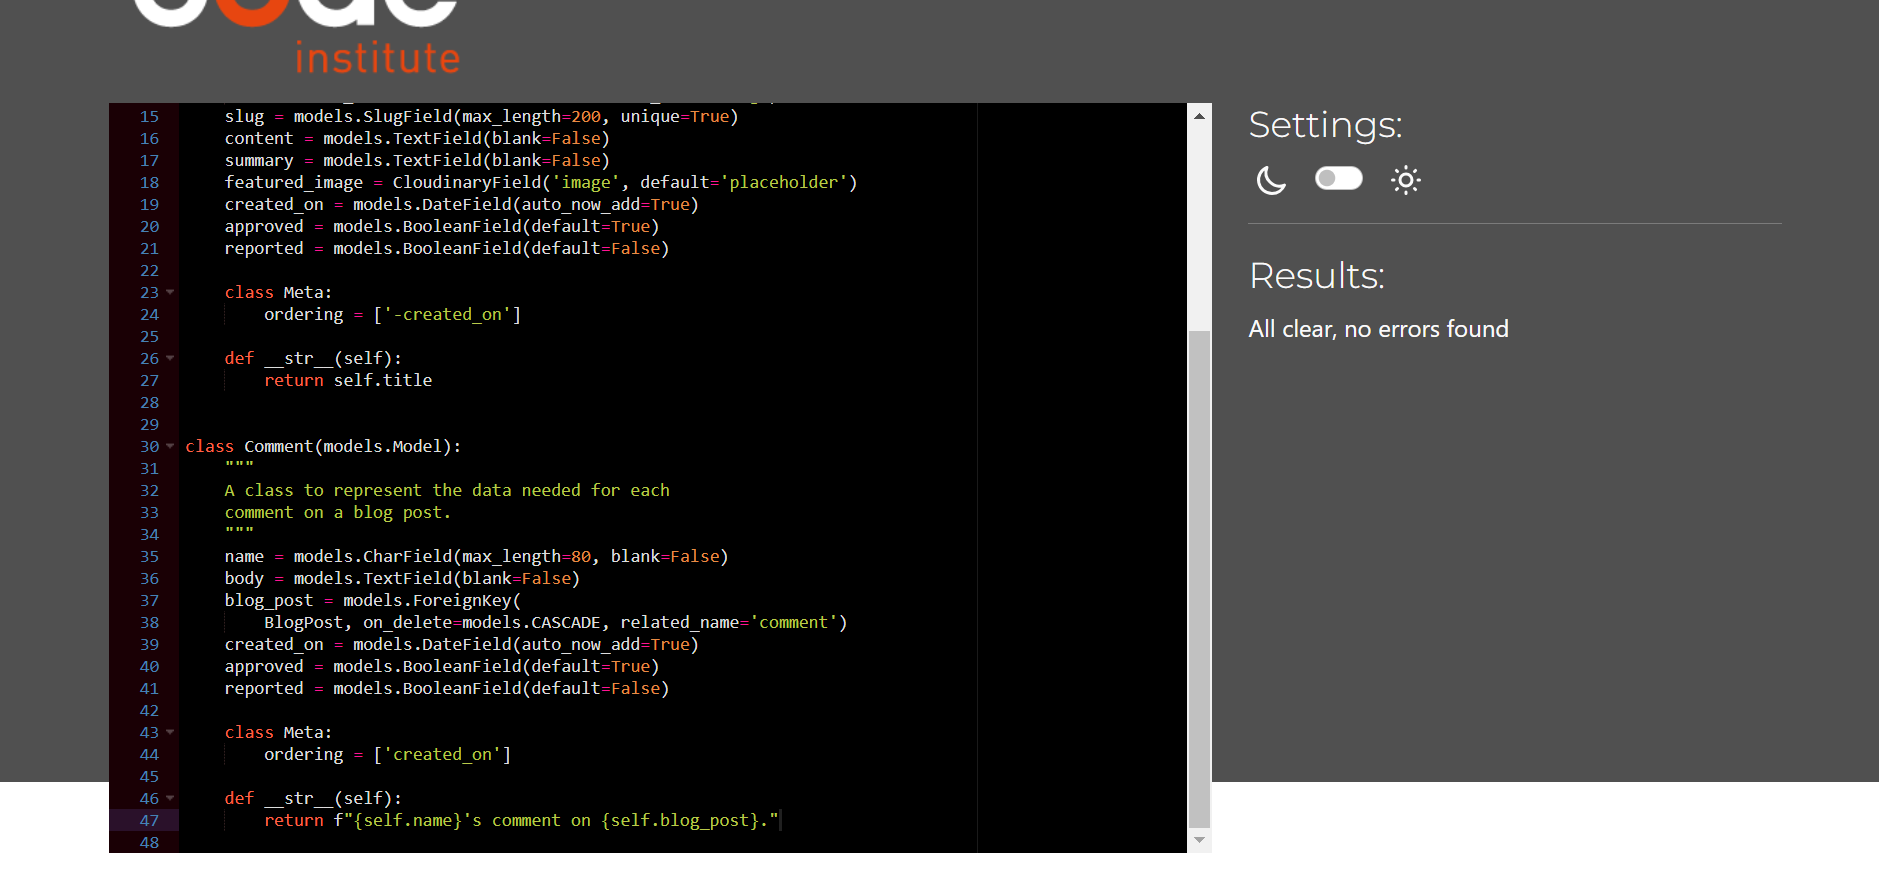 institute
15 slug = models.SlugField(max_length=200, unique=True)
16 content = models.TextField(blank=False)
17 summary = models.TextField(blank=False)
18 featured_image = CloudinaryField('image', default='placeholder')
19 created_on = models.DateField(auto_now_add=True)
20 approved = models.BooleanField(default=True)
21 reported = models.BooleanField(default=False)
22
23 class Meta:
24 ordering = ['-created_on']
25
26 def __str__(self):
27 return self.title
28
29
30 class Comment(models.Model):
31 """
32 A class to represent the data needed for each
33 comment on a blog post.
34 """
35 name = models.CharField(max_length=80, blank=False)
36 body = models.TextField(blank=False)
37 blog_post = models.ForeignKey(
38 BlogPost, on_delete=models.CASCADE, related_name='comment')
39 created_on = models.DateField(auto_now_add=True)
40 approved = models.BooleanField(default=True)
41 reported = models.BooleanField(default=False)
42
43 class Meta:
44 ordering = ['created_on']
45
46 def __str__(self):
47 return f"{self.name}'s comment on {self.blog_post}."
48
Settings:
Results:
All clear, no errors found